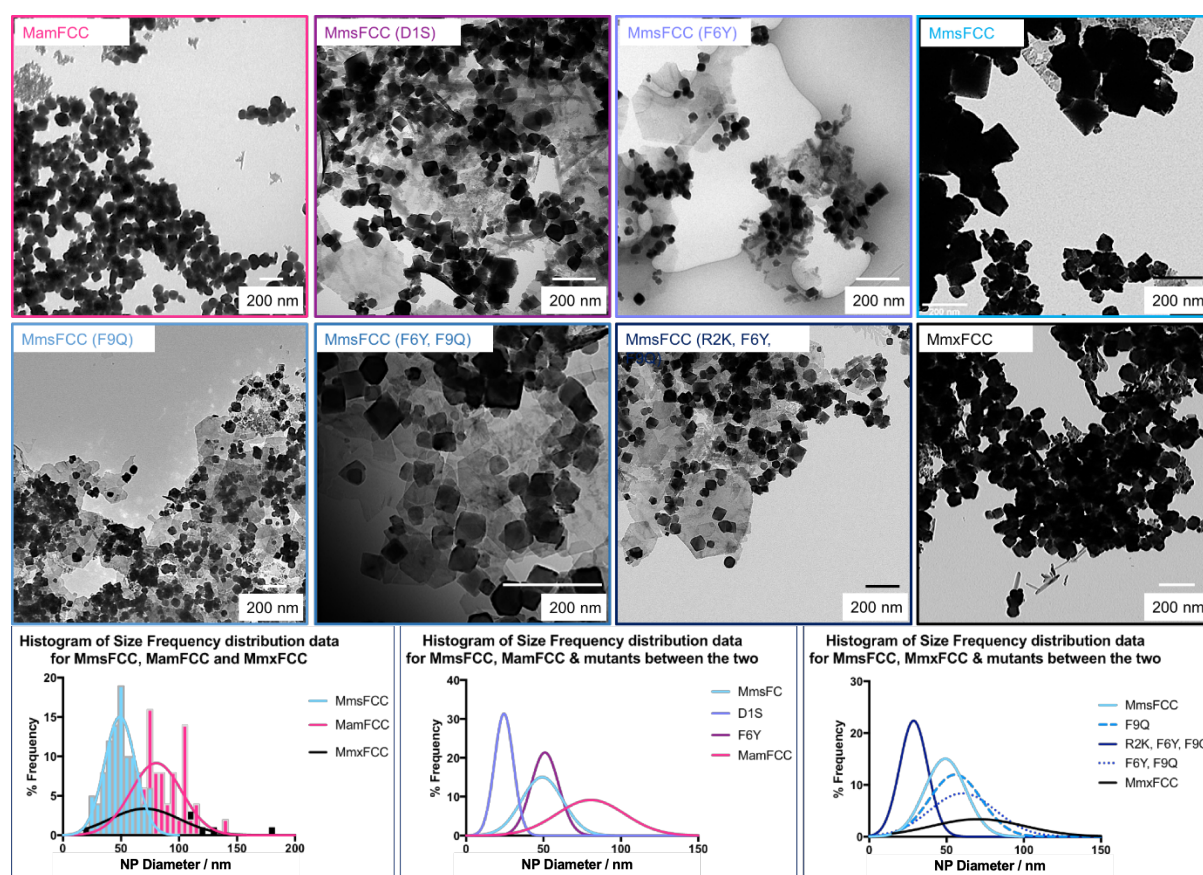 MamFCC
MmsFCC (D1S)
MmsFCC (F6Y)
MmsFCC
200 nm
200 nm
200 nm
200 nm
200 nm
MmsFCC (F9Q)
MmsFCC (F6Y, F9Q)
MmsFCC (R2K, F6Y,
MmxFCC
200 nm
200 nm
200 nm
200 nm
Histogram of Size Frequency distribution data
for MmsFCC, MamFCC and MmxFCC
% Frequency
20
15
10
5
0
0 50 100 150 200
NP Diameter / nm
MmsFCC
MamFCC
MmxFCC
Histogram of Size Frequency distribution data
for MmsFCC, MamFCC & mutants between the two
% Frequency
40
30
20
10
0
0 50 100 150
NP Diameter / nm
MmsFC
D1S
F6Y
MamFCC
Histogram of Size Frequency distribution data
for MmsFCC, MmxFCC & mutants between the two
% Frequency
30
20
10
0
0 50 100 150
NP Diameter / nm
MmsFCC
F9Q
R2K, F6Y, F9Q
F6Y, F9Q
MmxFCC